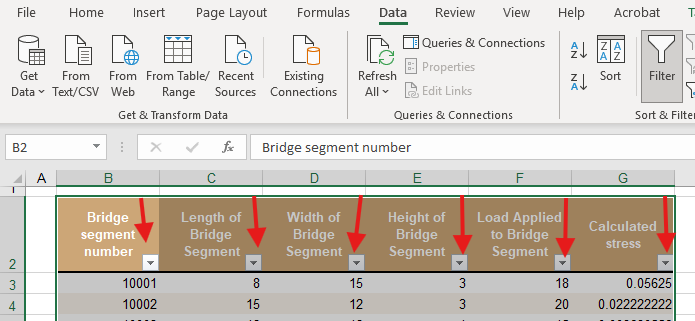 File Home Insert Page Layout Formulas Data Review View Help Acrobat
Get Data From Text/CSV From Web From Table/ Range Recent Sources Existing Connections Refresh All Queries & Connections Properties Edit Links Sort Filter
Get & Transform Data Queries & Connections Sort & Filte
B2 fx Bridge segment number
A B C D E F G
1
2 Bridge segment number Length of Bridge Segment Width of Bridge Segment Height of Bridge Segment Load Applied to Bridge Segment Calculated stress
3 10001 8 15 3 18 0.05625
4 10002 15 12 3 20 0.022222222